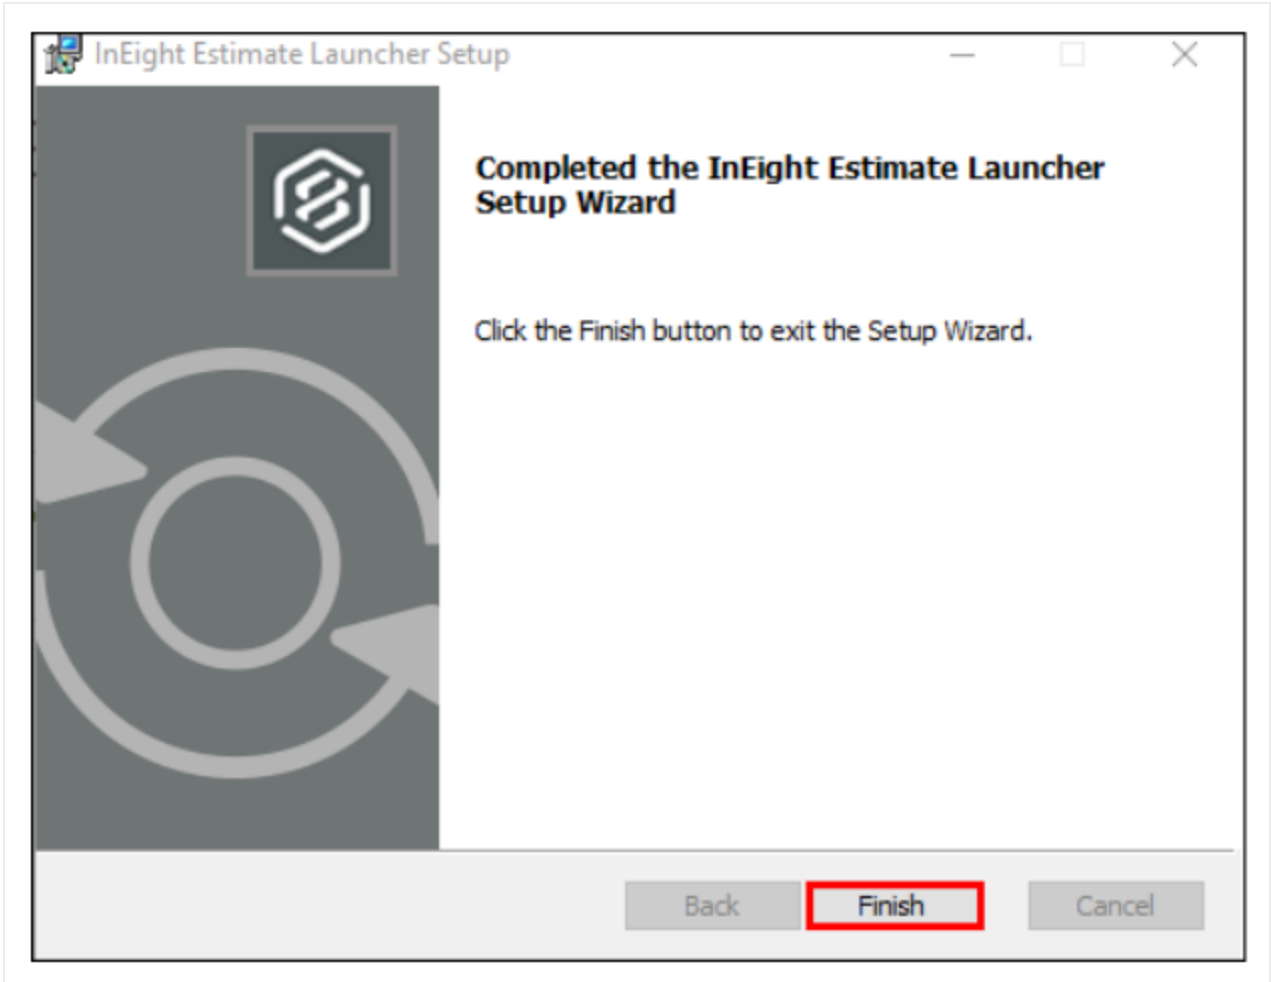 InEight Estimate Launcher Setup
Completed the InEight Estimate Launcher
Setup Wizard
Click the Finish button to exit the Setup Wizard.
Back
Finish
Cancel